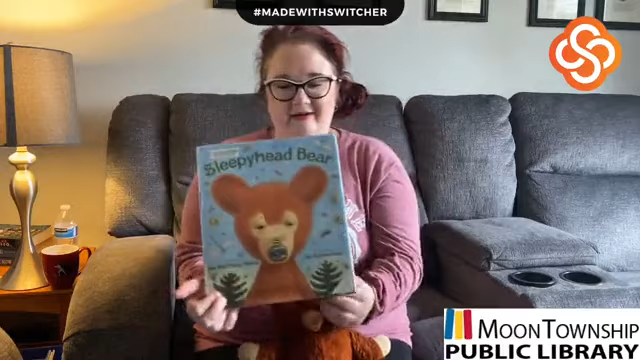 #MADEWITHSWITCHER
Sleepyhead Bear
MOON TOWNSHIP
PUBLIC LIBRARY